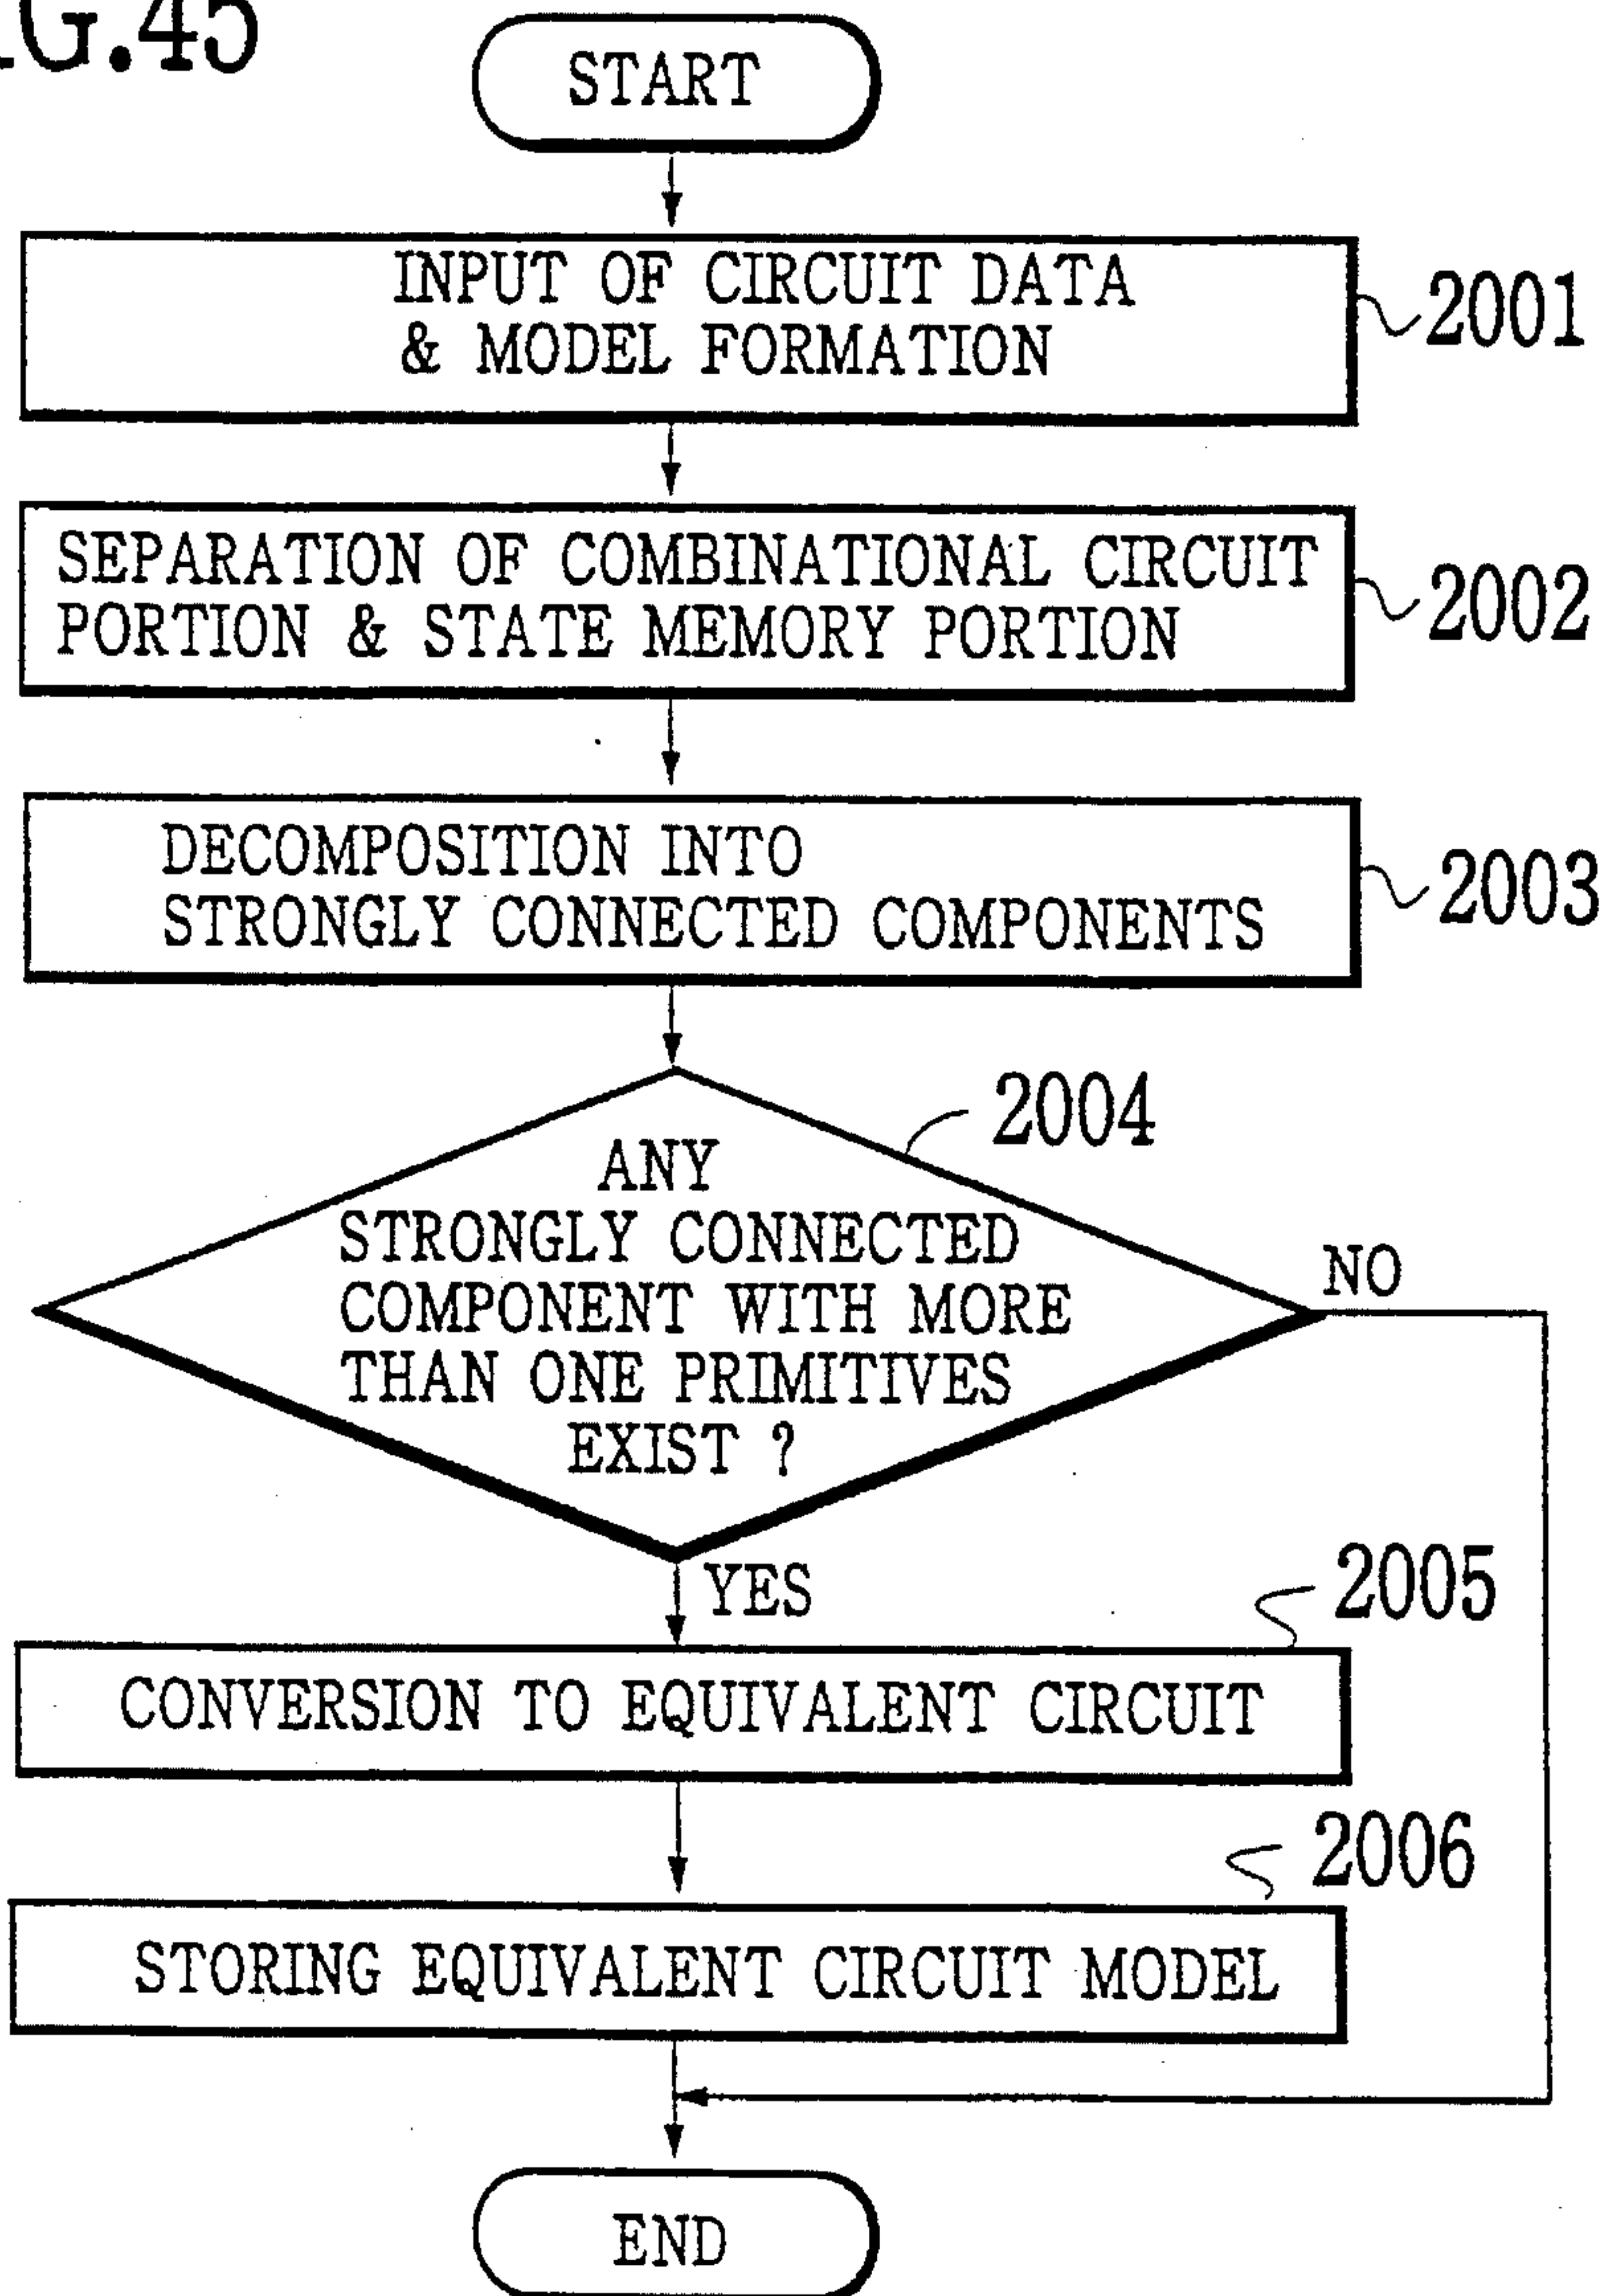 G.45
START
INPUT OF CIRCUIT DATA
& MODEL FORMATION
2001
SEPARATION OF COMBINATIONAL CIRCUIT
PORTION & STATE MEMORY PORTION
2002
DECOMPOSITION INTO
STRONGLY CONNECTED COMPONENTS
2003
2004
ANY
STRONGLY CONNECTED
COMPONENT WITH MORE
THAN ONE PRIMITIVES
EXIST ?
NO
YES
2005
CONVERSION TO EQUIVALENT CIRCUIT
2006
STORING EQUIVALENT CIRCUIT MODEL
END